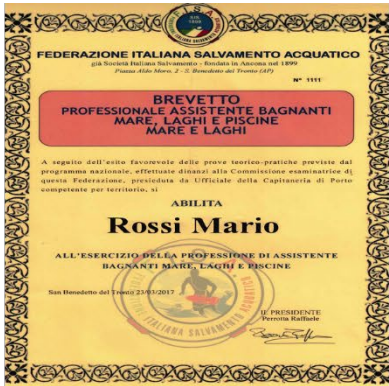 F.I.S.A.
FEDERAZIONE ITALIANA SALVAMENTO ACQUATICO
già Società Italiana Salvamento - fondata in Ancona nel 1899
Piazza Aldo Moro, 2 - S. Benedetto del Tronto (AP)
N° 1111
BREVETTO
PROFESSIONALE ASSISTENTE BAGNANTI
MARE, LAGHI E PISCINE
MARE E LAGHI
A seguito dell'esito favorevole delle prove teorico-pratiche previste dal
programma nazionale, effettuate dinanzi alla Commissione esaminatrice di
questa Federazione, presieduta da Ufficiale della Capitaneria di Porto
competente per territorio, si
ABILITA
Rossi Mario
ALL'ESERCIZIO DELLA PROFESSIONE DI ASSISTENTE
BAGNANTI MARE, LAGHI E PISCINE
San Benedetto del Tronto 23/03/2017
ITALIANA SALVAMENTO ACQUATICO
IL PRESIDENTE
Perrotta Raffaele